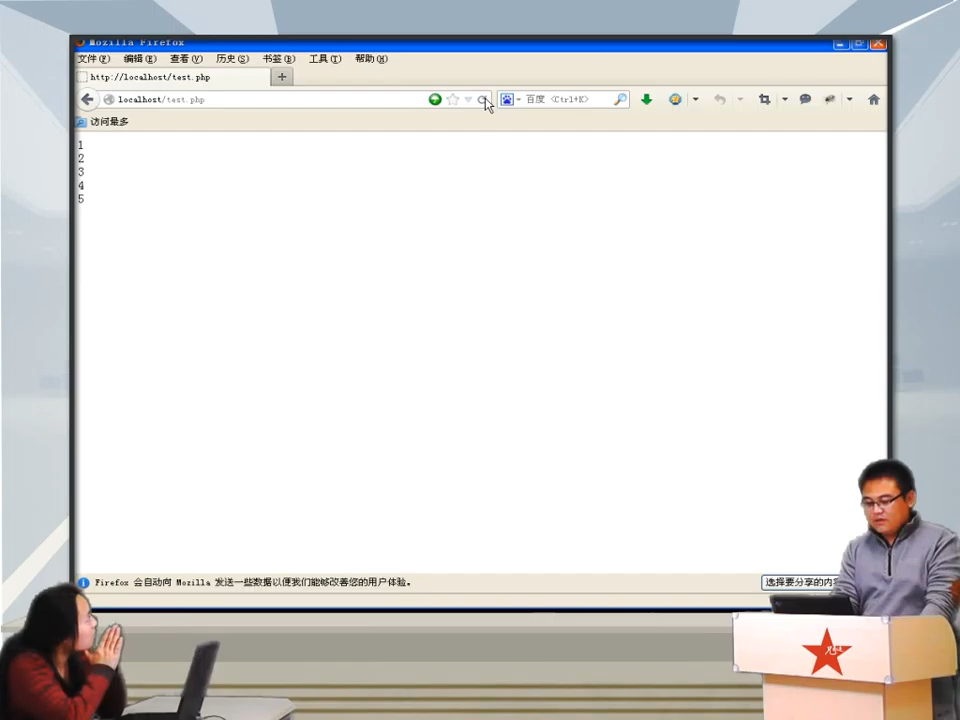 Mozilla Firefox
文件(F) 编辑(E) 查看(V) 历史(S) 书签(B) 工具(T) 帮助(H)
http://localhost/test.php
localhost/test.php
百度 <Ctrl+K>
访问最多
1
2
3
4
5
Firefox 会自动向 Mozilla 发送一些数据以便我们能够改善您的用户体验。
选择要分享的内容